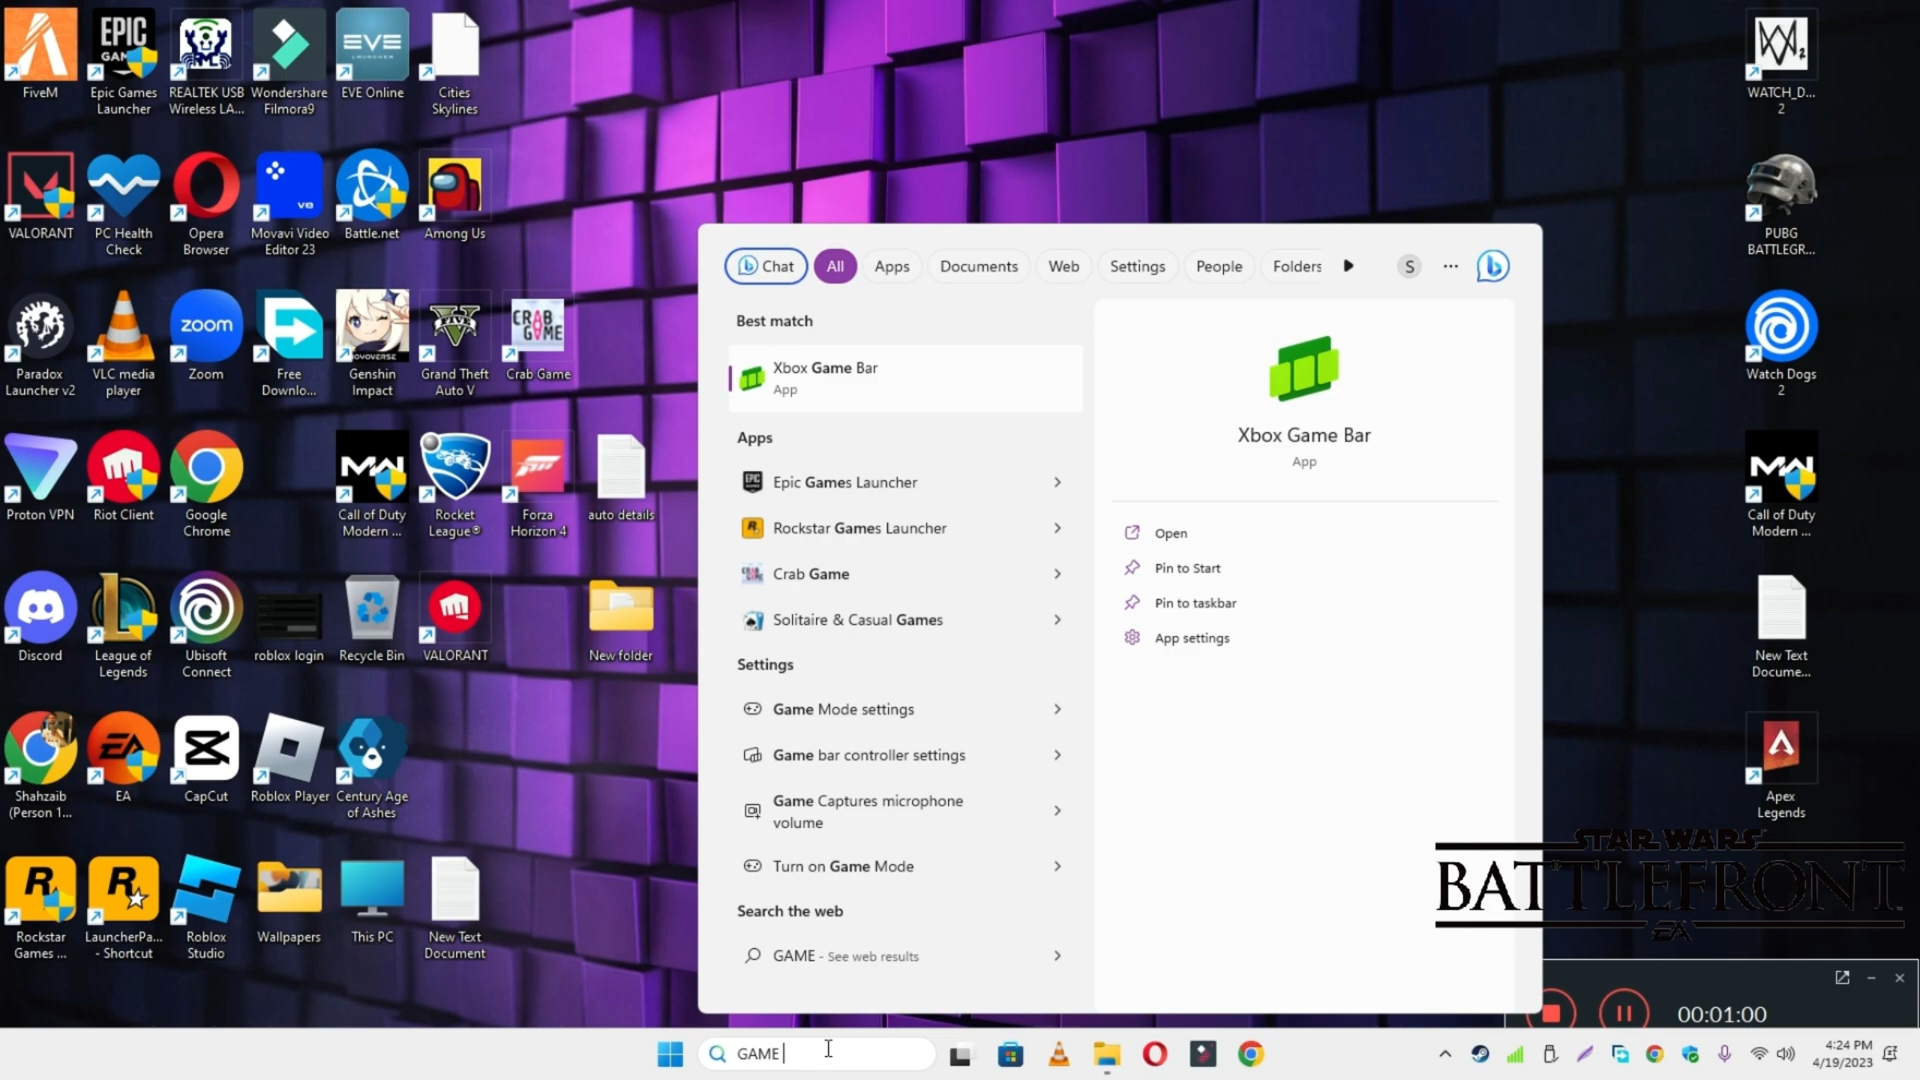 FiveM
Epic Games
Launcher
REALTEK USB
Wireless LA...
Wondershare
Filmora9
EVE Online
Cities
Skylines
VALORANT
PC Health
Check
Opera
Browser
Movavi Video
Editor 23
Battle.net
Among Us
Paradox
Launcher v2
VLC media
player
Zoom
Free
Downlo...
Genshin
Impact
Grand Theft
Auto V
Crab Game
Proton VPN
Riot Client
Google
Chrome
Call of Duty
Modern ...
Rocket
League®
Forza
Horizon 4
auto details
Discord
League of
Legends
Ubisoft
Connect
roblox login
Recycle Bin
VALORANT
New folder
Shahzaib
(Person 1...
EA
CapCut
Roblox Player
Century Age
of Ashes
Rockstar
Games ...
LauncherPa...
- Shortcut
Roblox
Studio
Wallpapers
This PC
New Text
Document
Chat
All
Apps
Documents
Web
Settings
People
Folders
S
Best match
Xbox Game Bar
App
Apps
Epic Games Launcher
Rockstar Games Launcher
Crab Game
Solitaire & Casual Games
Settings
Game Mode settings
Game bar controller settings
Game Captures microphone
volume
Turn on Game Mode
Search the web
GAME - See web results
Xbox Game Bar
App
Open
Pin to Start
Pin to taskbar
App settings
WATCH_D...
2
PUBG
BATTLEGR...
Watch Dogs
2
Call of Duty
Modern ...
New Text
Docume...
Apex
Legends
STAR WARS
BATTLEFRONT
EA
00:01:00
GAME
4:24 PM
4/19/2023